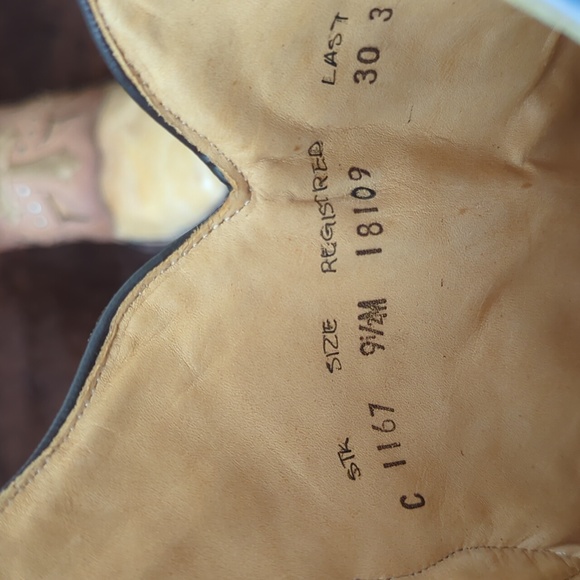 STK SIZE REGISTRED LAST
C 1167 9½M 18109 30 3